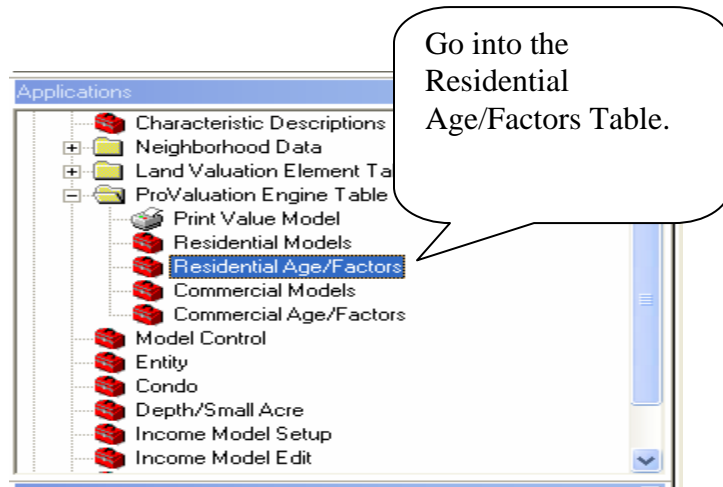 Go into the
Residential
Age/Factors Table.
Applications
Characteristic Descriptions
Neighborhood Data
Land Valuation Element Ta
ProValuation Engine Table
Print Value Model
Residential Models
Residential Age/Factors
Commercial Models
Commercial Age/Factors
Model Control
Entity
Condo
Depth/Small Acre
Income Model Setup
Income Model Edit